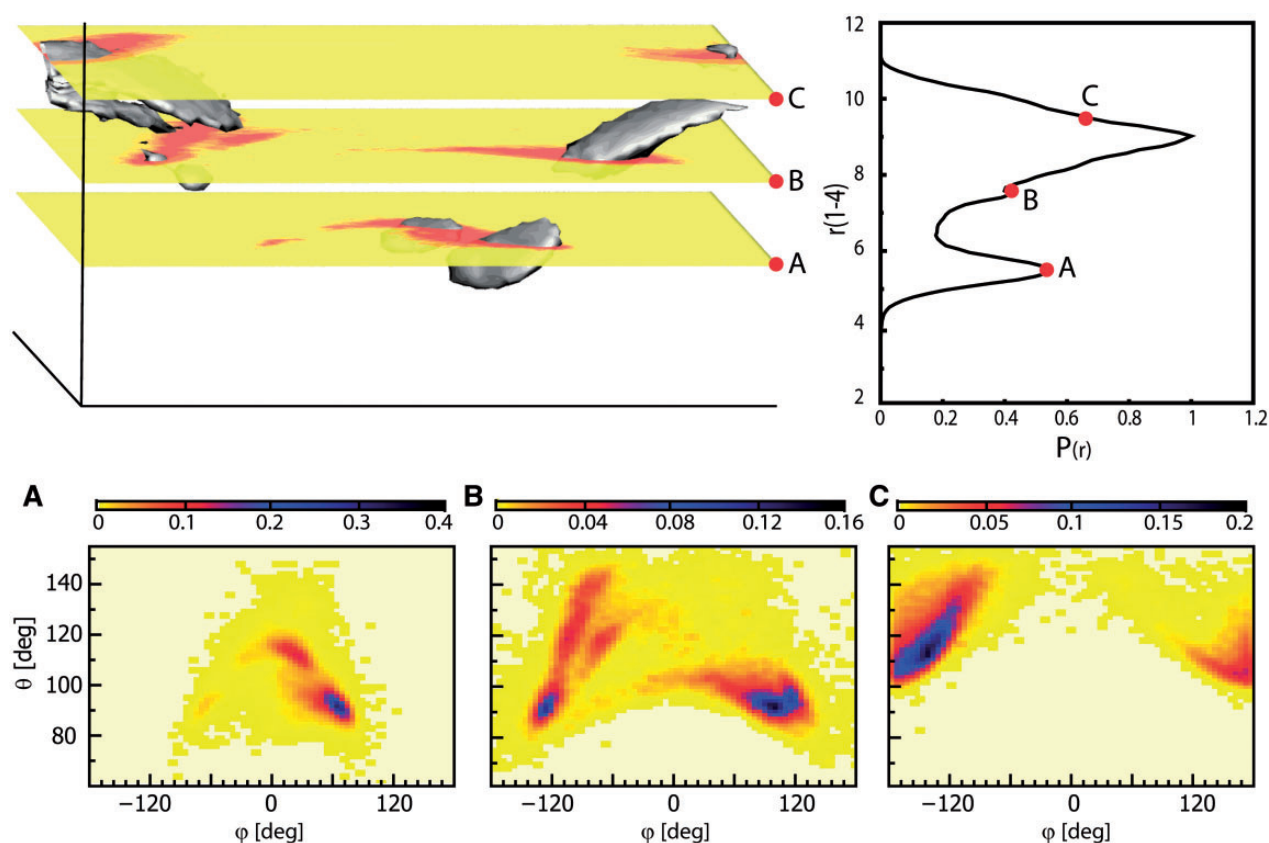 C
B
A
12
10
8
6
4
2
r(1-4)
C
B
A
0 0.2 0.4 0.6 0.8 1 1.2
P(r)
A
0 0.1 0.2 0.3 0.4
B
0 0.04 0.08 0.12 0.16
C
0 0.05 0.1 0.15 0.2
140
120
100
80
θ [deg]
−120 0 120
φ [deg]
−120 0 120
φ [deg]
−120 0 120
φ [deg]